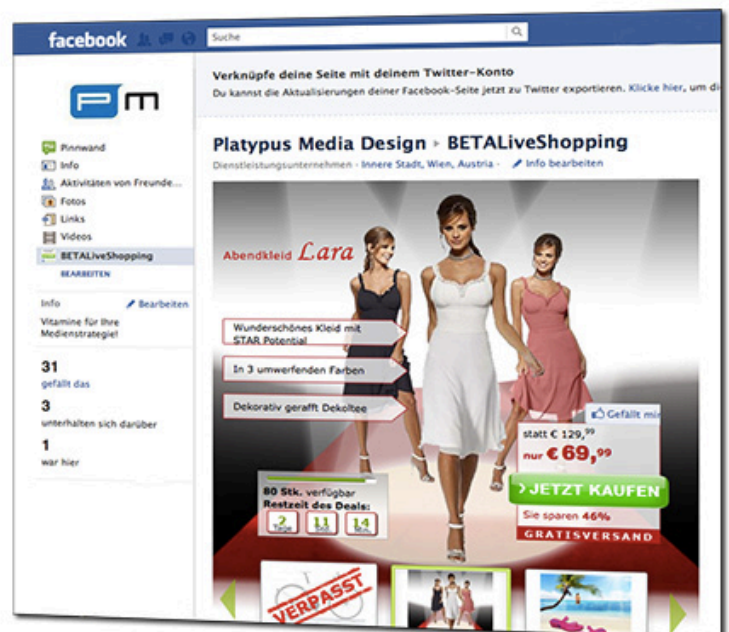 facebook
Suche
Verknüpfe deine Seite mit deinem Twitter-Konto
Du kannst die Aktualisierungen deiner Facebook-Seite jetzt zu Twitter exportieren. Klicke hier, um di
Pm
Pinnwand
Info
Aktivitäten von Freunde...
Fotos
Links
Videos
BETALiveShopping
BEARBEITEN
Info
Bearbeiten
Vitamine für Ihre
Medienstrategie!
31
gefällt das
3
unterhalten sich darüber
1
war hier
Platypus Media Design ▸ BETALiveShopping
Dienstleistungsunternehmen · Innere Stadt, Wien, Austria · Info bearbeiten
Abendkleid Lara
Wunderschönes Kleid mit
STAR Potential
In 3 umwerfenden Farben
Dekorativ gerafft Dekoltee
Gefällt mir
statt € 129,99
nur € 69,99
› JETZT KAUFEN
Sie sparen 46%
GRATISVERSAND
80 Stk. verfügbar
Restzeit des Deals:
2 11 14
Tage Std. Min.
VERPASST